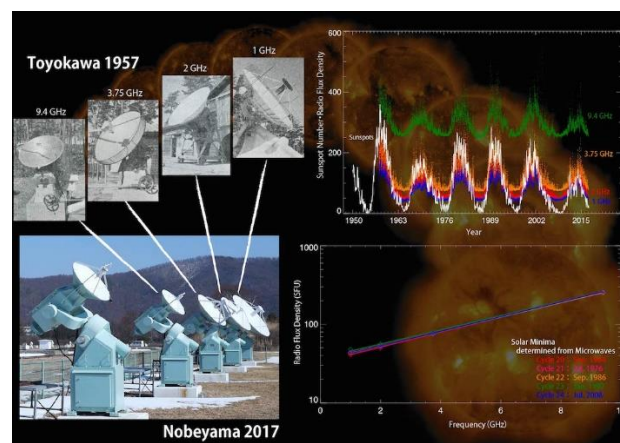 Toyokawa 1957
9.4 GHz
3.75 GHz
2 GHz
1 GHz
Nobeyama 2017
600
400
200
0
Sunspot Number・Radio Flux Density
Sunspots
9.4 GHz
3.75 GHz
1950
1963
1976
1989
2002
2015
Year
1000
100
10
Radio Flux Density (SFU)
Solar Minima
determined from Microwaves
Cycle 22 : Sep. 1986
0
2
4
6
8
Frequency (GHz)